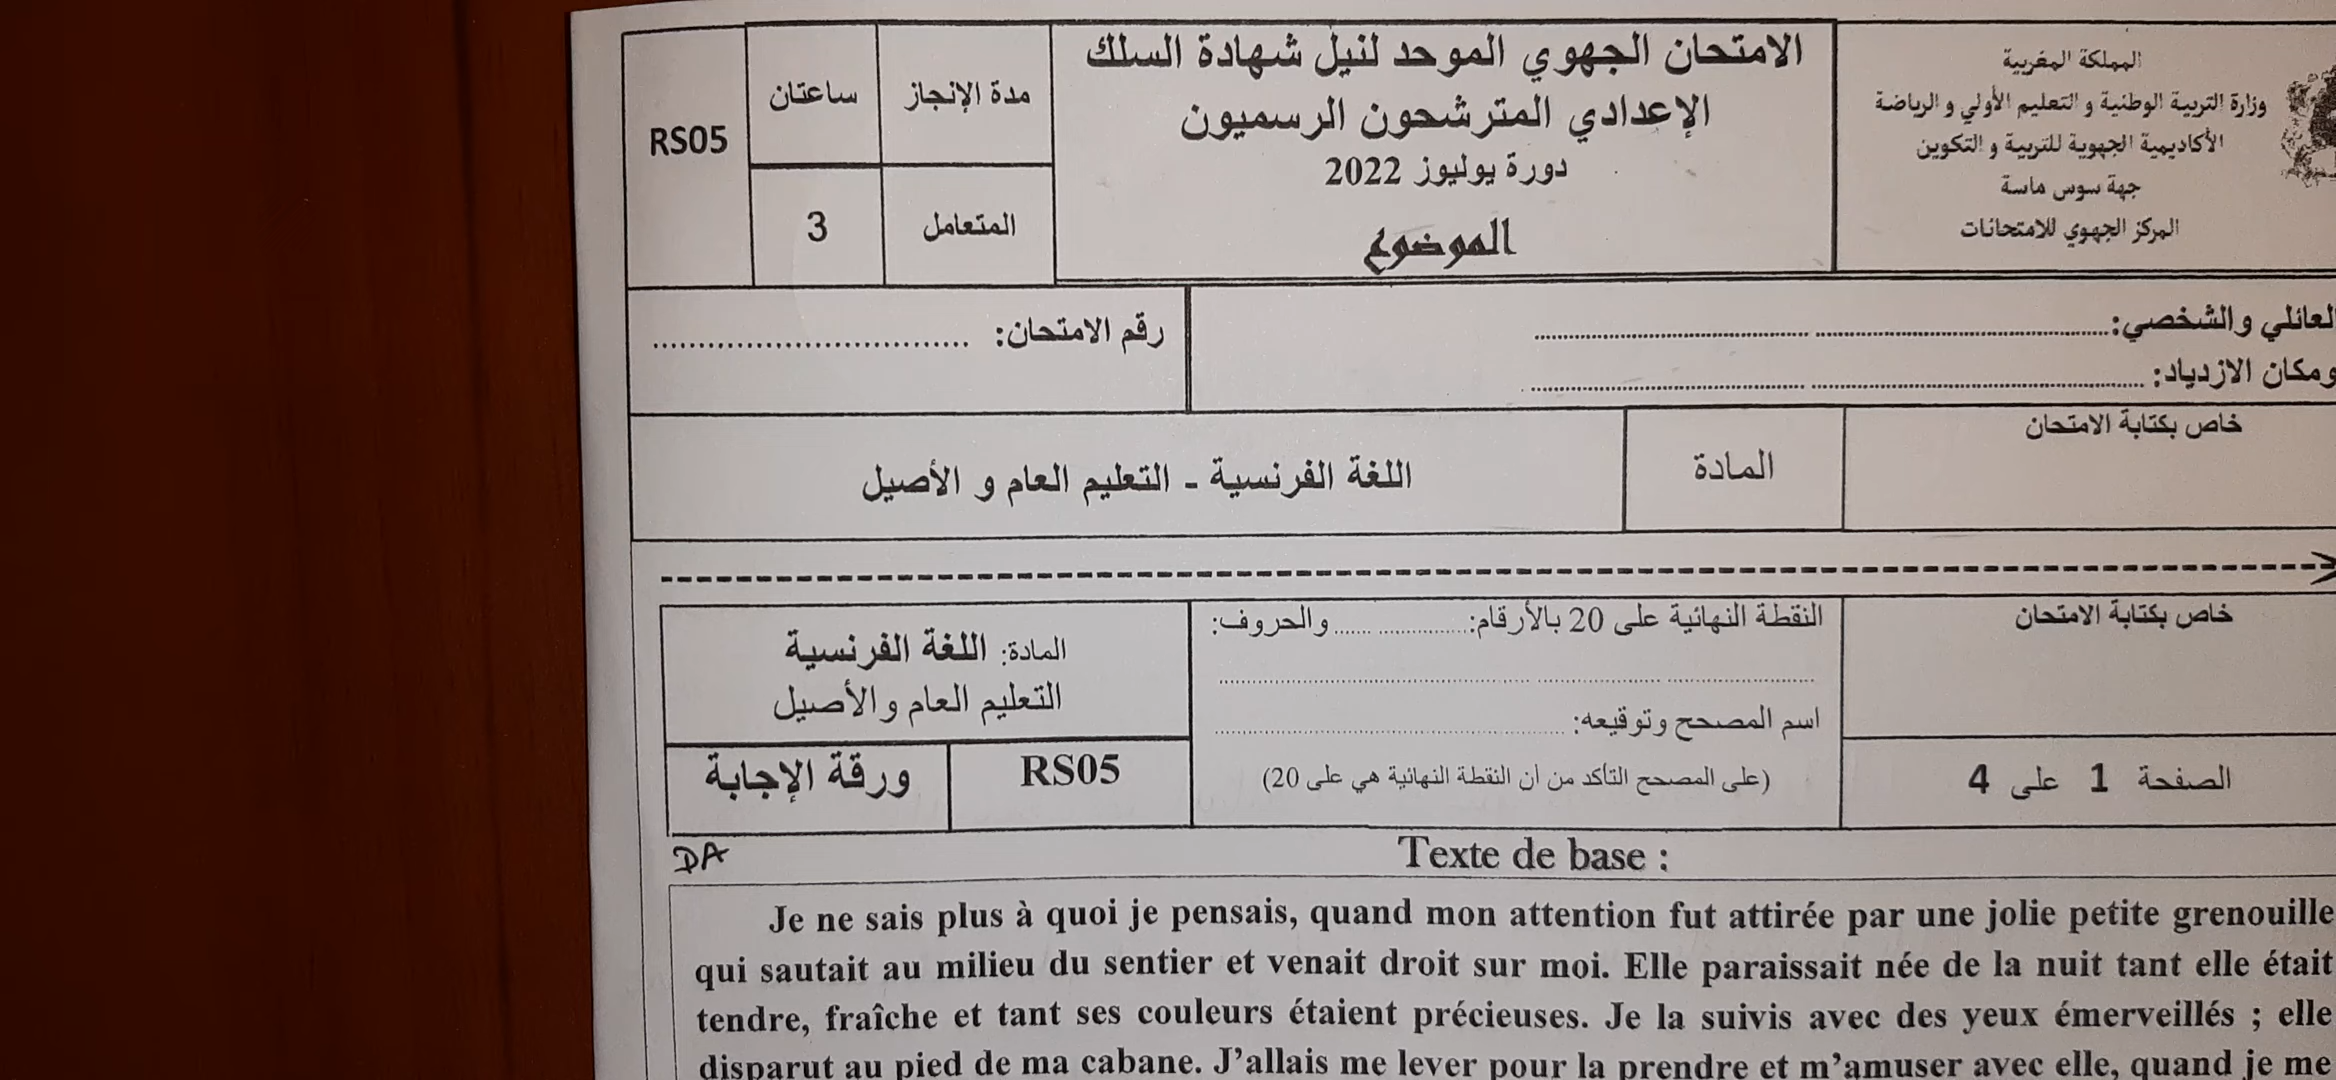 المملكة المغربية
وزارة التربية الوطنية و التعليم الأولي و الرياضة
الأكاديمية الجهوية للتربية و التكوين
جهة سوس ماسة
المركز الجهوي للامتحانات
الامتحان الجهوي الموحد لنيل شهادة السلك
الإعدادي المترشحون الرسميون
دورة يوليوز 2022
الموضوع
مدة الإنجاز
ساعتان
المتعامل
3
RS05
العائلي والشخصي:
ومكان الازدياد:
رقم الامتحان:
خاص بكتابة الامتحان
المادة
اللغة الفرنسية - التعليم العام و الأصيل
خاص بكتابة الامتحان
الصفحة 1 على 4
النقطة النهائية على 20 بالأرقام: والحروف:
اسم المصحح وتوقيعه:
(على المصحح التأكد من أن النقطة النهائية هي على 20)
المادة: اللغة الفرنسية
التعليم العام والأصيل
RS05
ورقة الإجابة
DA
Texte de base :
Je ne sais plus à quoi je pensais, quand mon attention fut attirée par une jolie petite grenouille
qui sautait au milieu du sentier et venait droit sur moi. Elle paraissait née de la nuit tant elle était
tendre, fraîche et tant ses couleurs étaient précieuses. Je la suivis avec des yeux émerveillés ; elle
disparut au pied de ma cabane. J'allais me lever pour la prendre et m'amuser avec elle, quand je me